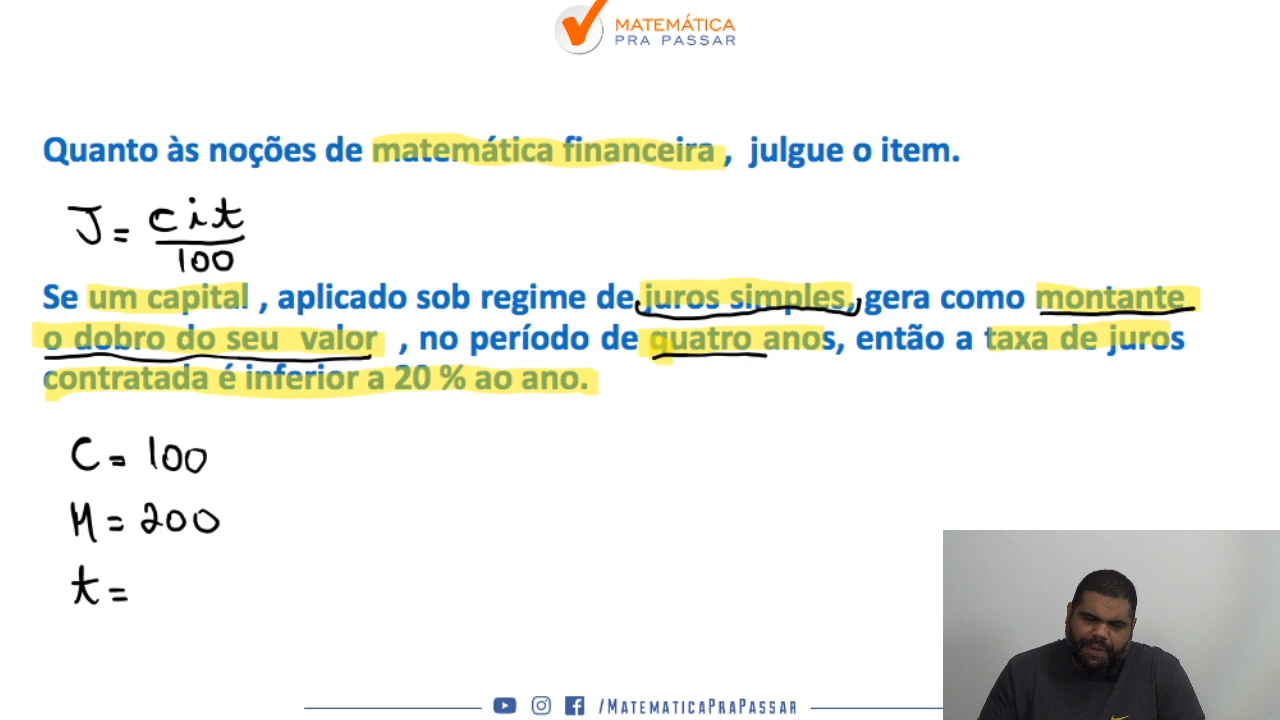 MATEMÁTICA
PRA PASSAR
Quanto às noções de matemática financeira , julgue o item.
J = cit
100
Se um capital , aplicado sob regime de juros simples, gera como montante
o dobro do seu valor , no período de quatro anos, então a taxa de juros
contratada é inferior a 20 % ao ano.
C = 100
M = 200
t =
/MATEMATICAPRAPASSAR